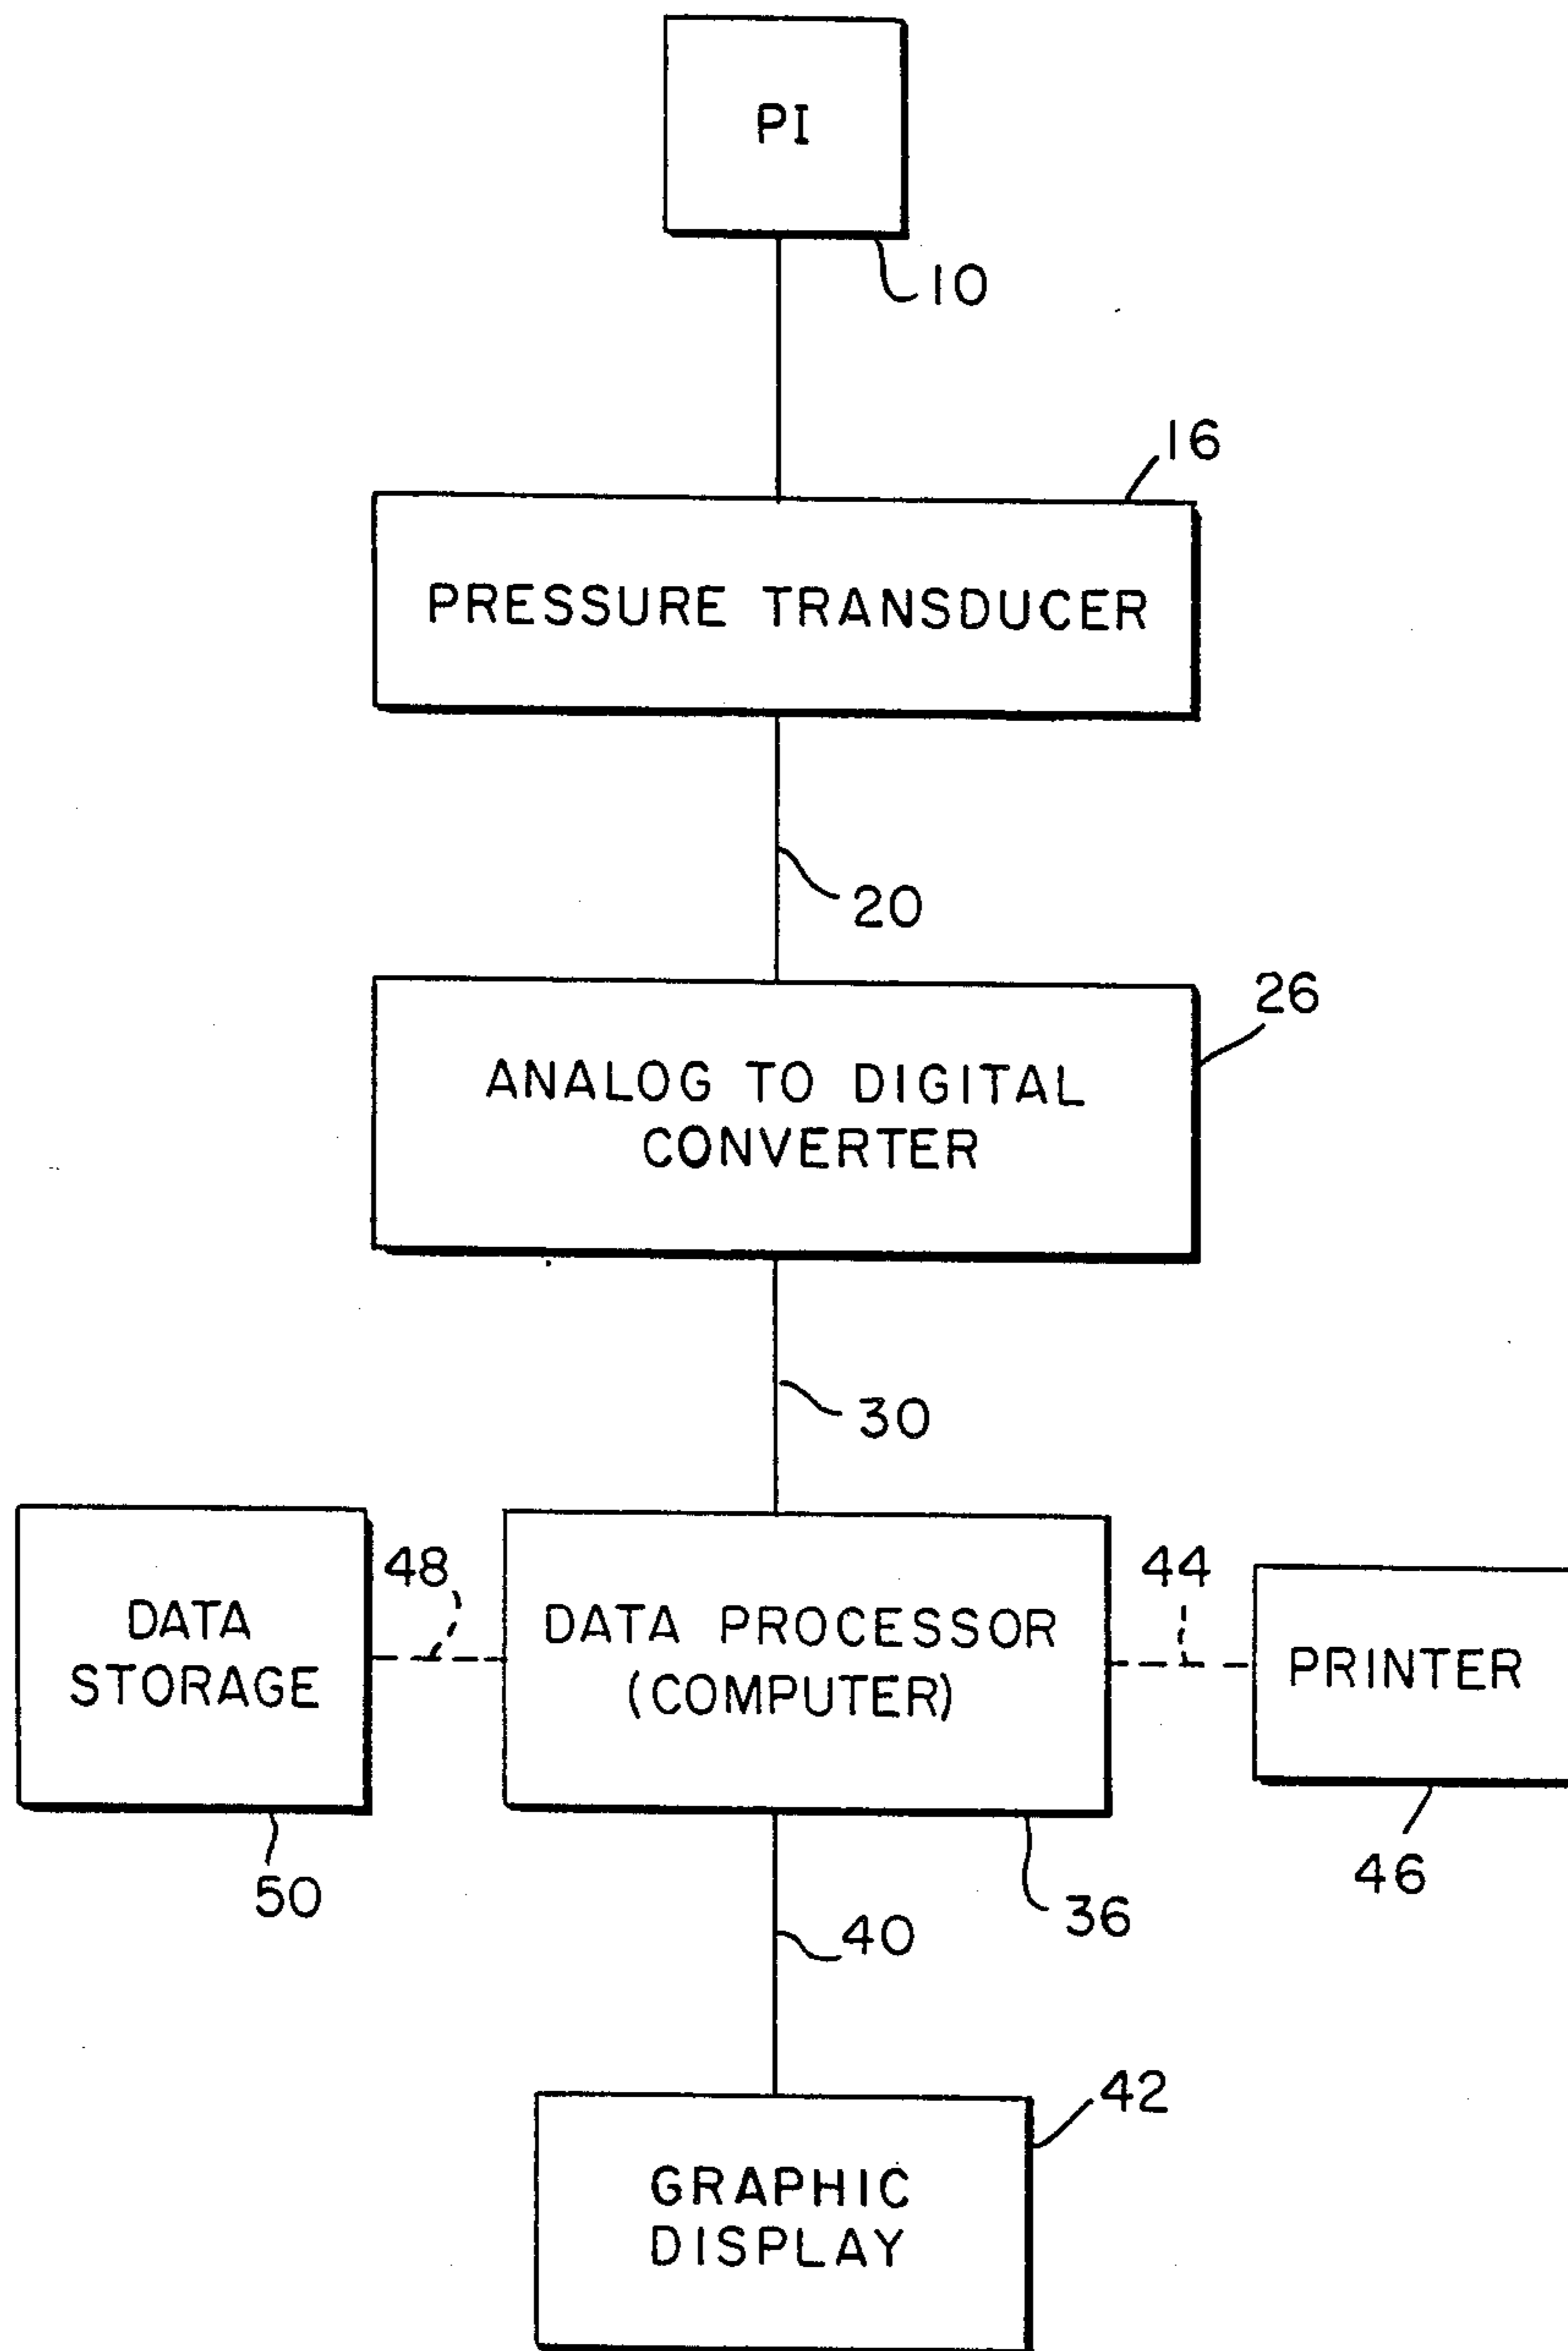 PI
10
16
PRESSURE TRANSDUCER
20
26
ANALOG TO DIGITAL
CONVERTER
30
48
44
DATA
STORAGE
DATA PROCESSOR
(COMPUTER)
PRINTER
50
36
46
40
42
GRAPHIC
DISPLAY